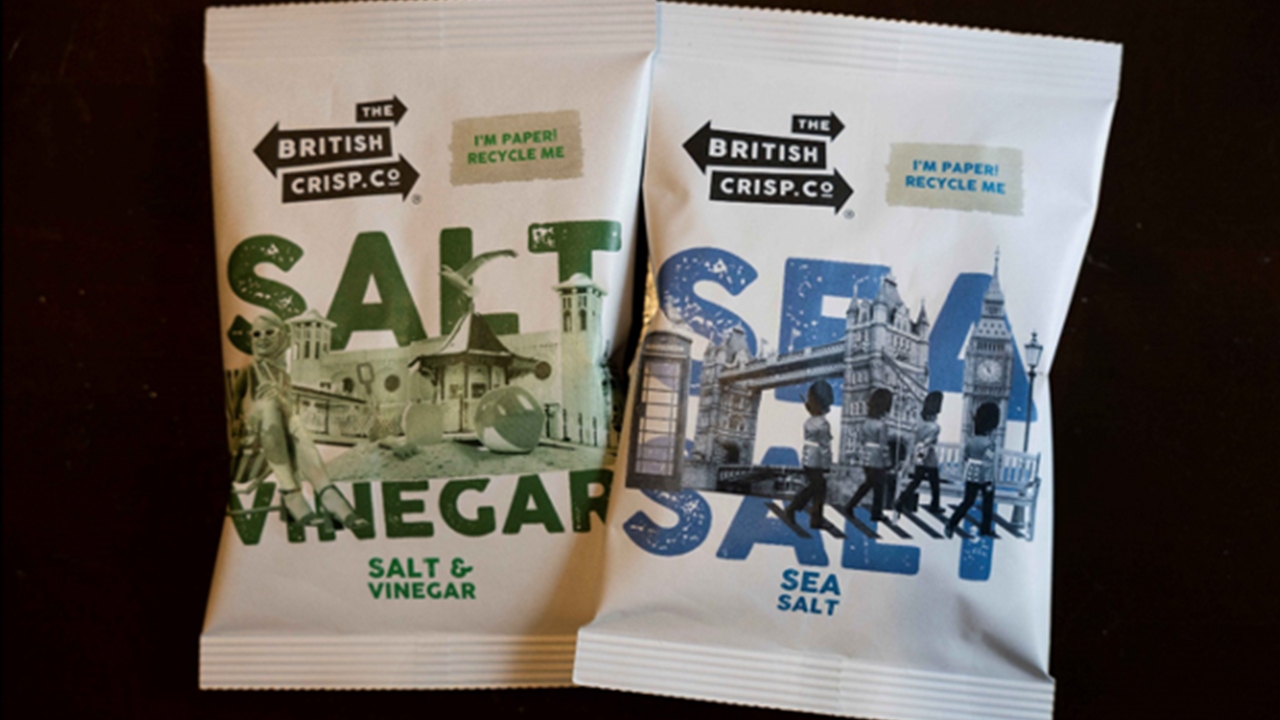 THE
BRITISH
CRISP.Cº
®
I'M PAPER!
RECYCLE ME
SALT
VINEGAR
SALT &
VINEGAR
THE
BRITISH
CRISP.Cº
®
I'M PAPER!
RECYCLE ME
SEA
SALT
SEA
SALT